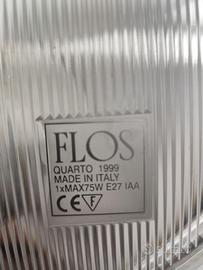 FLOS
QUARTO 1999
MADE IN ITALY
1xMAX75W E27 IAA
CE F